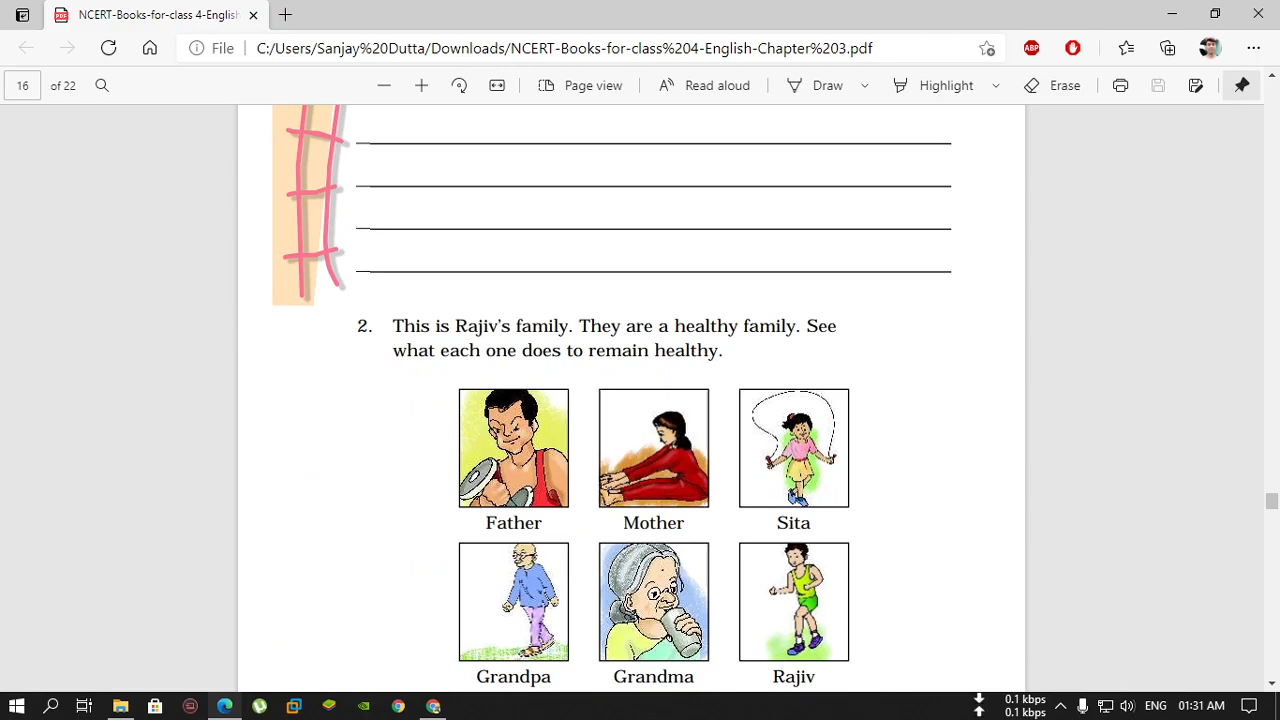 NCERT-Books-for-class 4-English
File
C:/Users/Sanjay%20Dutta/Downloads/NCERT-Books-for-class%204-English-Chapter%203.pdf
ABP
16 of 22
Page view
Read aloud
Draw
Highlight
Erase
2. This is Rajiv's family. They are a healthy family. See
what each one does to remain healthy.
Father Mother Sita
Grandpa Grandma Rajiv
0.1 kbps
0.1 kbps
ENG
01:31 AM